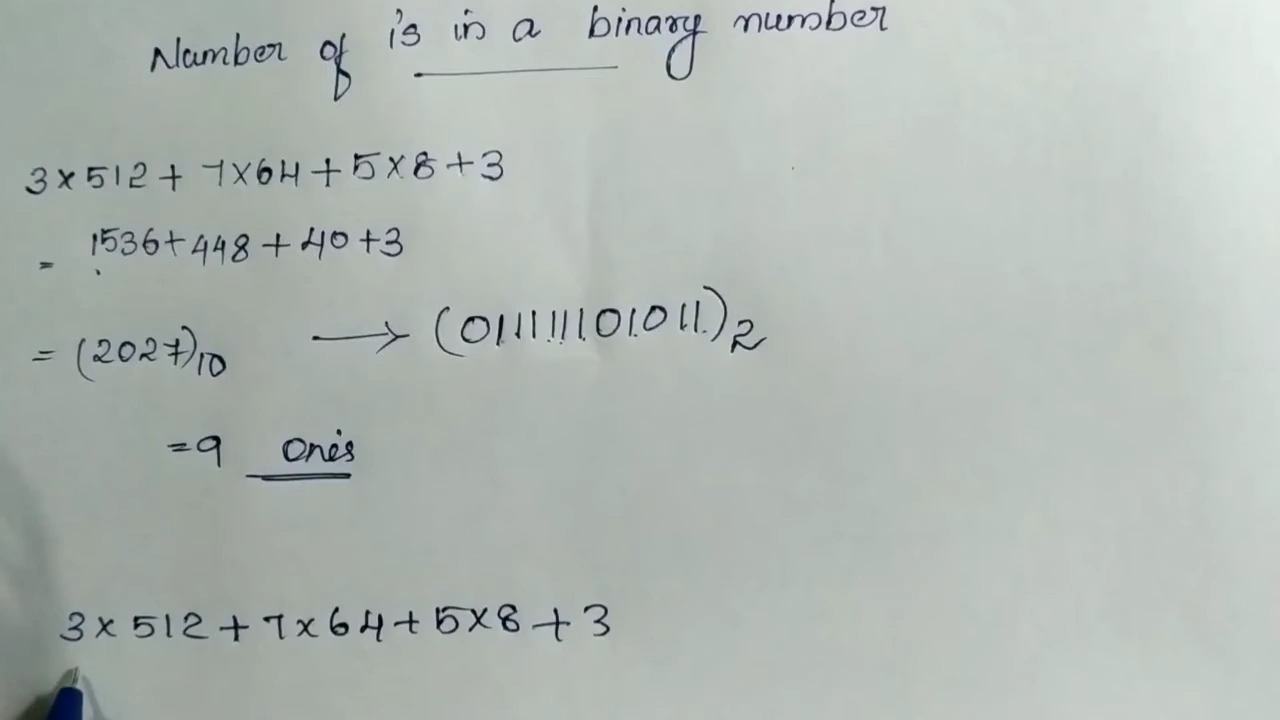 Number of 1's in a binary number
3×512+7×64+5×8+3
= 1536+448+40+3
= (2027)10 → (011111101011)2
=9 One's
3×512+7×64+5×8+3